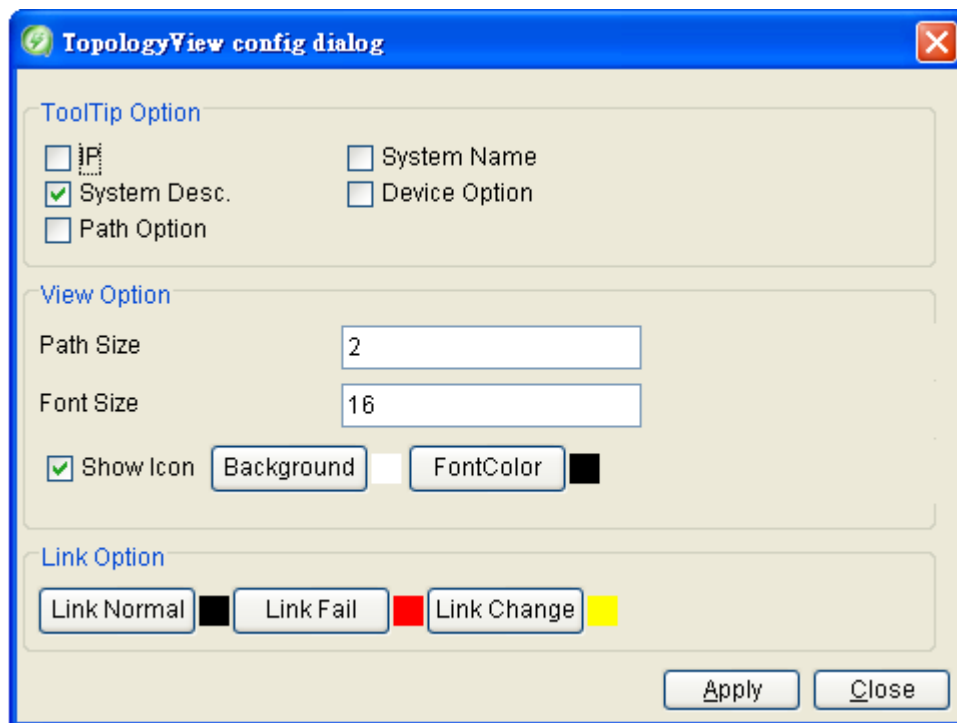 TopologyView config dialog
ToolTip Option
IP
System Name
System Desc.
Device Option
Path Option
View Option
Path Size
2
Font Size
16
Show Icon
Background
FontColor
Link Option
Link Normal
Link Fail
Link Change
Apply
Close